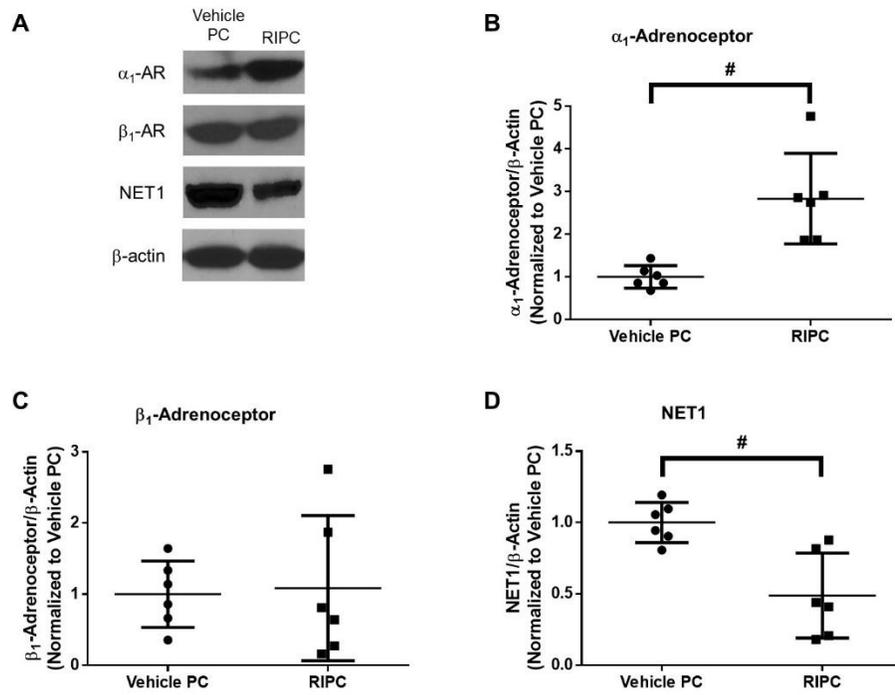 A
Vehicle
PC
RIPC
α₁-AR
β₁-AR
NET1
β-actin
B
α₁-Adrenoceptor
#
α₁-Adrenoceptor/β-Actin
(Normalized to Vehicle PC)
5
4
3
2
1
0
Vehicle PC
RIPC
C
β₁-Adrenoceptor
β₁-Adrenoceptor/β-Actin
(Normalized to Vehicle PC)
3
2
1
0
Vehicle PC
RIPC
D
NET1
#
NET1/β-Actin
(Normalized to Vehicle PC)
1.5
1.0
0.5
0.0
Vehicle PC
RIPC